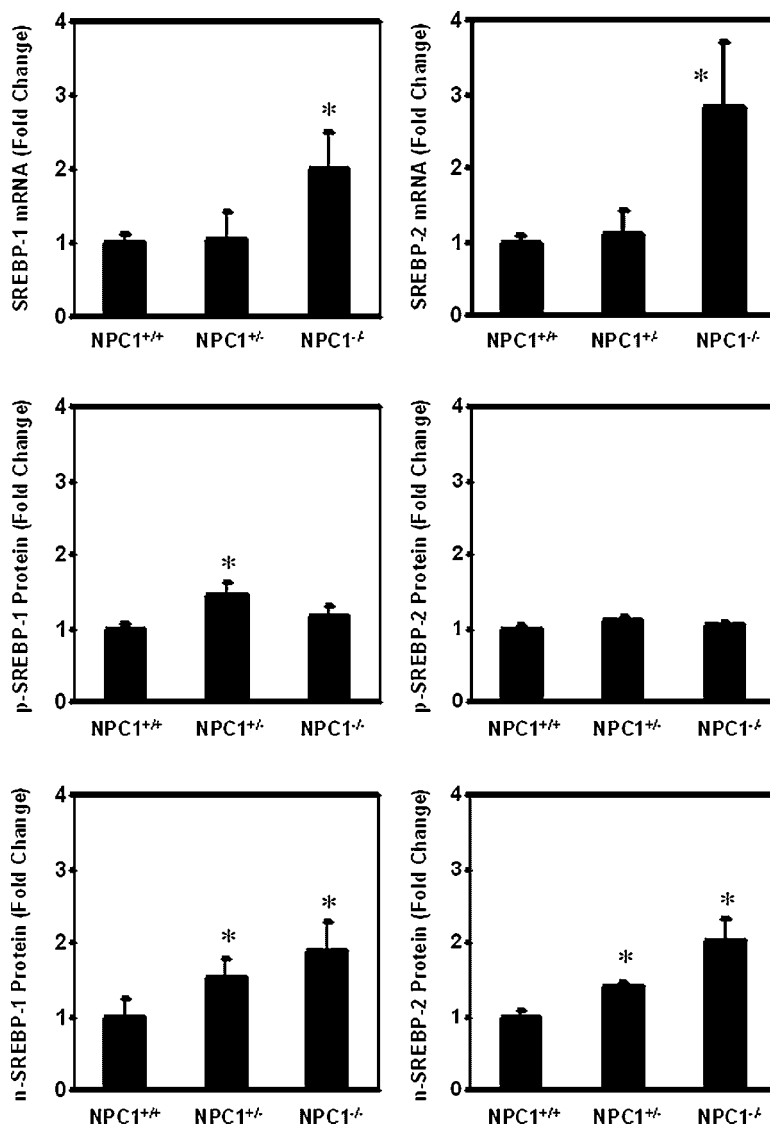 SREBP-1 mRNA (Fold Change)
4
3
2
1
0
*
NPC1+/+ NPC1+/- NPC1-/-
SREBP-2 mRNA (Fold Change)
4
3
2
1
0
*
NPC1+/+ NPC1+/- NPC1-/-
p-SREBP-1 Protein (Fold Change)
4
3
2
1
0
*
NPC1+/+ NPC1+/- NPC1-/-
p-SREBP-2 Protein (Fold Change)
4
3
2
1
0
NPC1+/+ NPC1+/- NPC1-/-
n-SREBP-1 Protein (Fold Change)
4
3
2
1
0
* *
NPC1+/+ NPC1+/- NPC1-/-
n-SREBP-2 Protein (Fold Change)
4
3
2
1
0
* *
NPC1+/+ NPC1+/- NPC1-/-